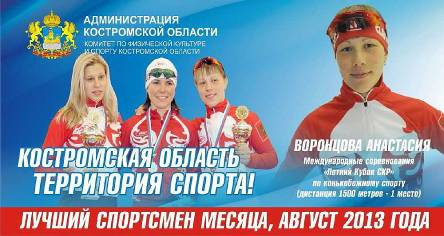 АДМИНИСТРАЦИЯ
КОСТРОМСКОЙ ОБЛАСТИ
КОМИТЕТ ПО ФИЗИЧЕСКОЙ КУЛЬТУРЕ
И СПОРТУ КОСТРОМСКОЙ ОБЛАСТИ
КОСТРОМСКАЯ ОБЛАСТЬ
ТЕРРИТОРИЯ СПОРТА!
ВОРОНЦОВА АНАСТАСИЯ
Международные соревнования
«Летний Кубок СКР»
по конькобежному спорту
(дистанция 1500 метров - 1 место)
ЛУЧШИЙ СПОРТСМЕН МЕСЯЦА, АВГУСТ 2013 ГОДА